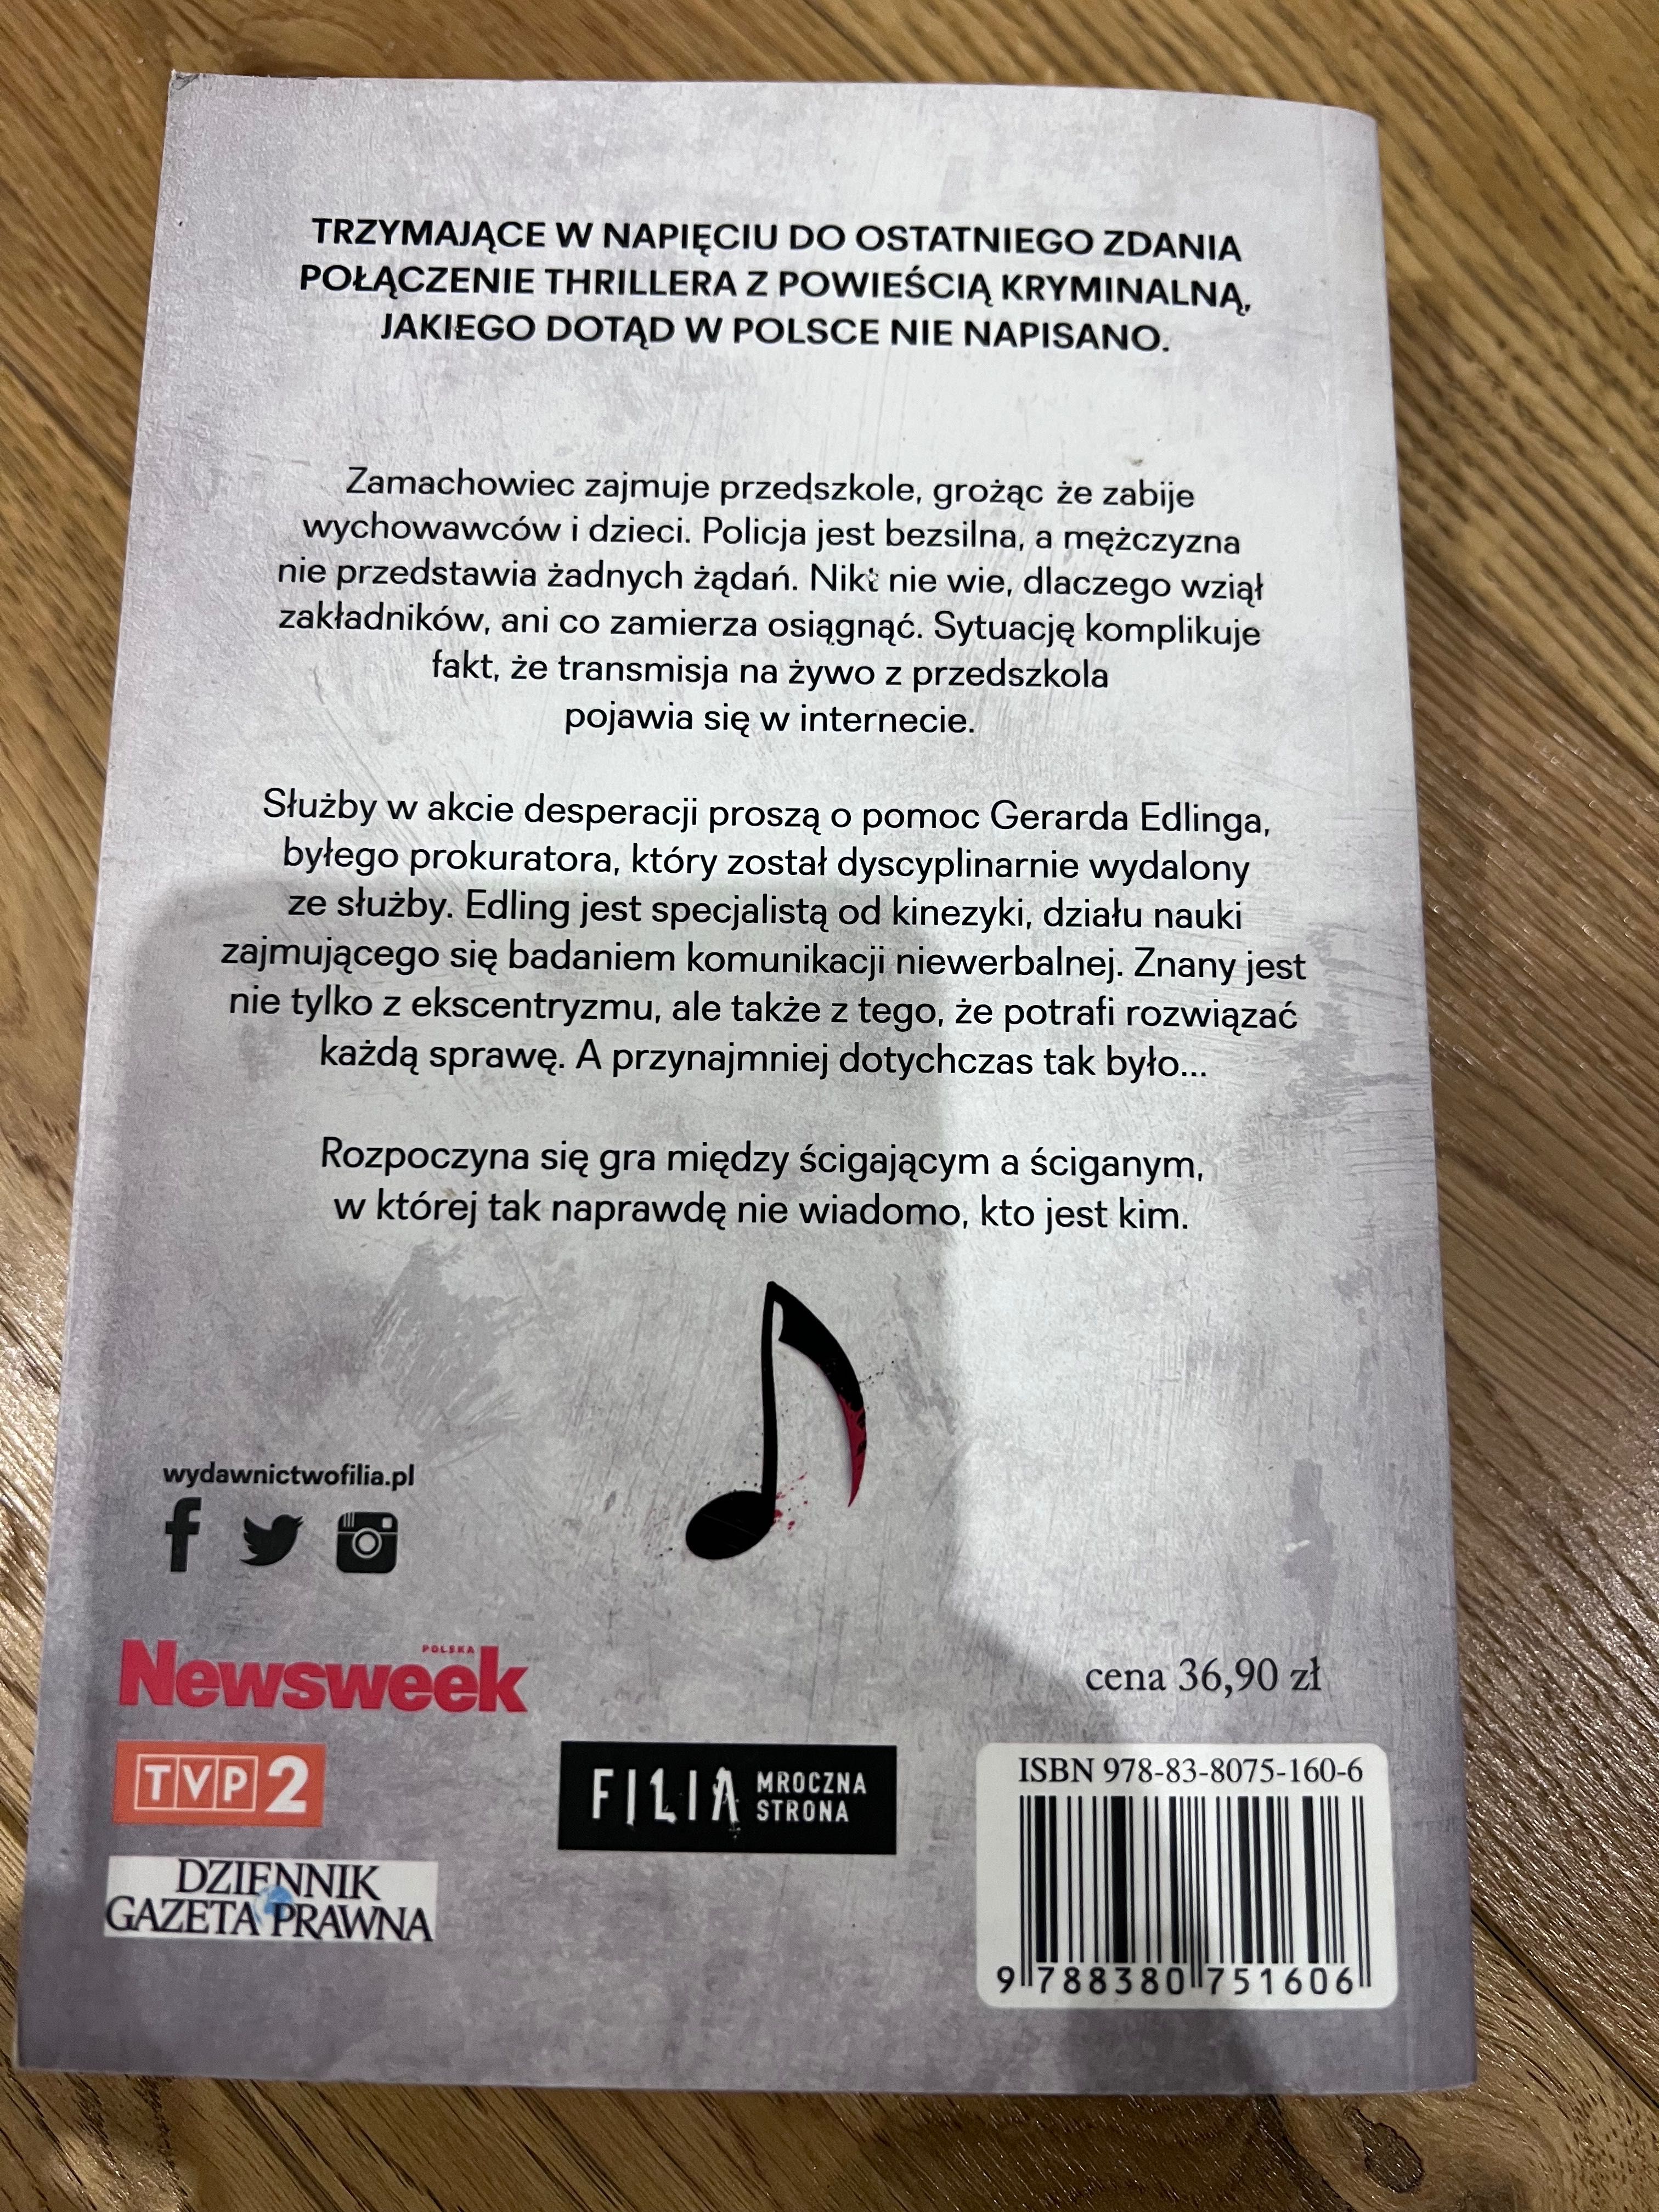 TRZYMAJĄCE W NAPIĘCIU DO OSTATNIEGO ZDANIA
POŁĄCZENIE THRILLERA Z POWIEŚCIĄ KRYMINALNĄ,
JAKIEGO DOTĄD W POLSCE NIE NAPISANO.
Zamachowiec zajmuje przedszkole, grożąc że zabije
wychowawców i dzieci. Policja jest bezsilna, a mężczyzna
nie przedstawia żadnych żądań. Nikt nie wie, dlaczego wziął
zakładników, ani co zamierza osiągnąć. Sytuację komplikuje
fakt, że transmisja na żywo z przedszkola
pojawia się w internecie.
Służby w akcie desperacji proszą o pomoc Gerarda Edlinga,
byłego prokuratora, który został dyscyplinarnie wydalony
ze służby. Edling jest specjalistą od kinezyki, działu nauki
zajmującego się badaniem komunikacji niewerbalnej. Znany jest
nie tylko z ekscentryzmu, ale także z tego, że potrafi rozwiązać
każdą sprawę. A przynajmniej dotychczas tak było...
Rozpoczyna się gra między ścigającym a ściganym,
w której tak naprawdę nie wiadomo, kto jest kim.
wydawnictwofilia.pl
POLSKA
Newsweek
TVP2
DZIENNIK
GAZETA PRAWNA
FILIA MROCZNA
STRONA
cena 36,90 zł
ISBN 978-83-8075-160-6
9 788380 751606